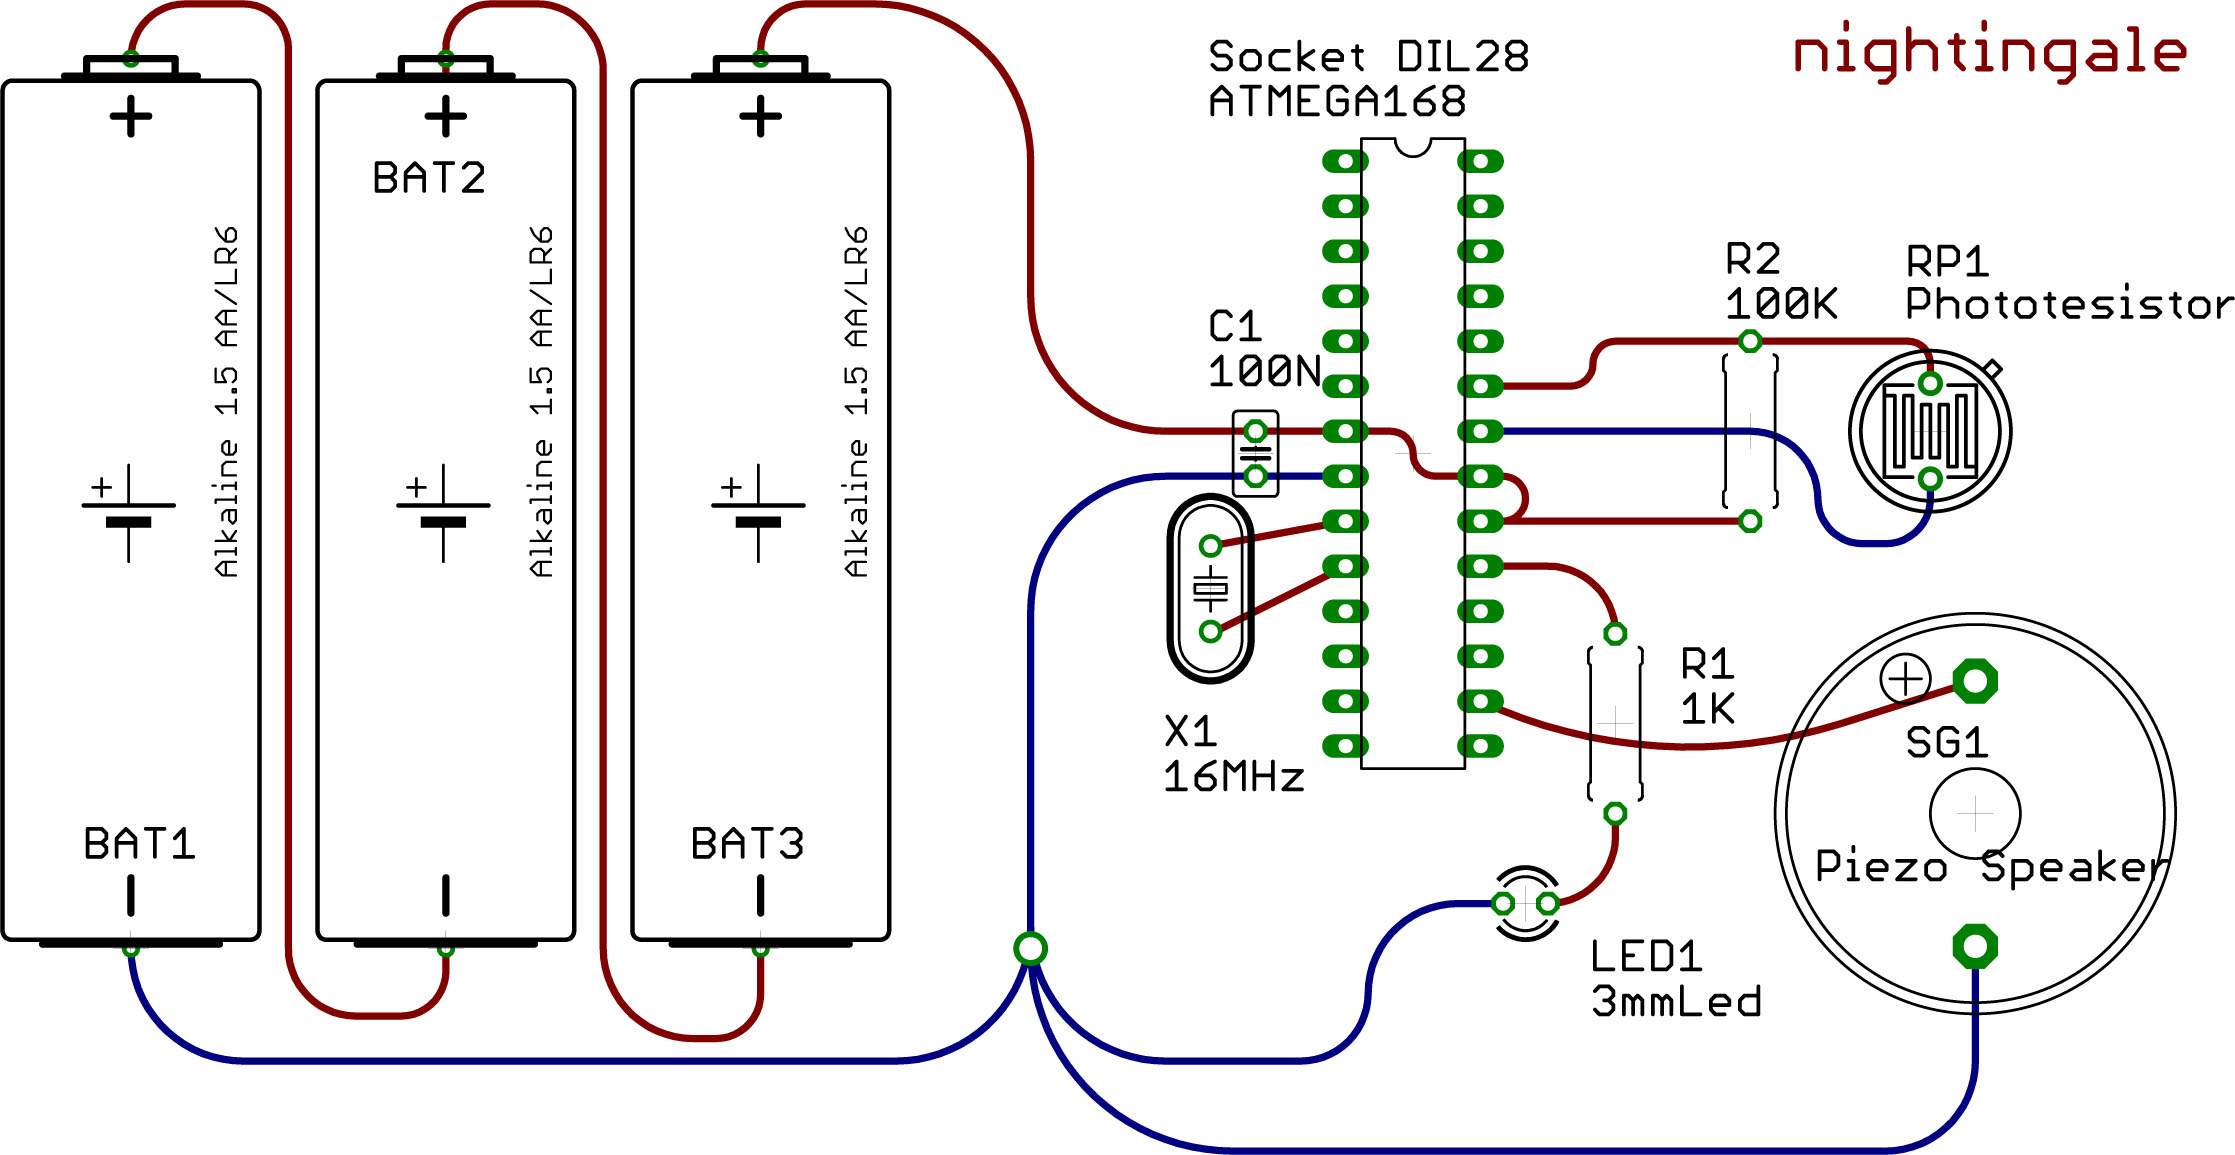 nightingale
Socket DIL28
ATMEGA168
+
+
+
BAT2
Alkaline 1.5 AA/LR6
Alkaline 1.5 AA/LR6
Alkaline 1.5 AA/LR6
R2
100K
RP1
Phototesistor
C1
100N
+
+
+
R1
1K
X1
16MHz
SG1
BAT1
BAT3
Piezo Speaker
LED1
3mmLed